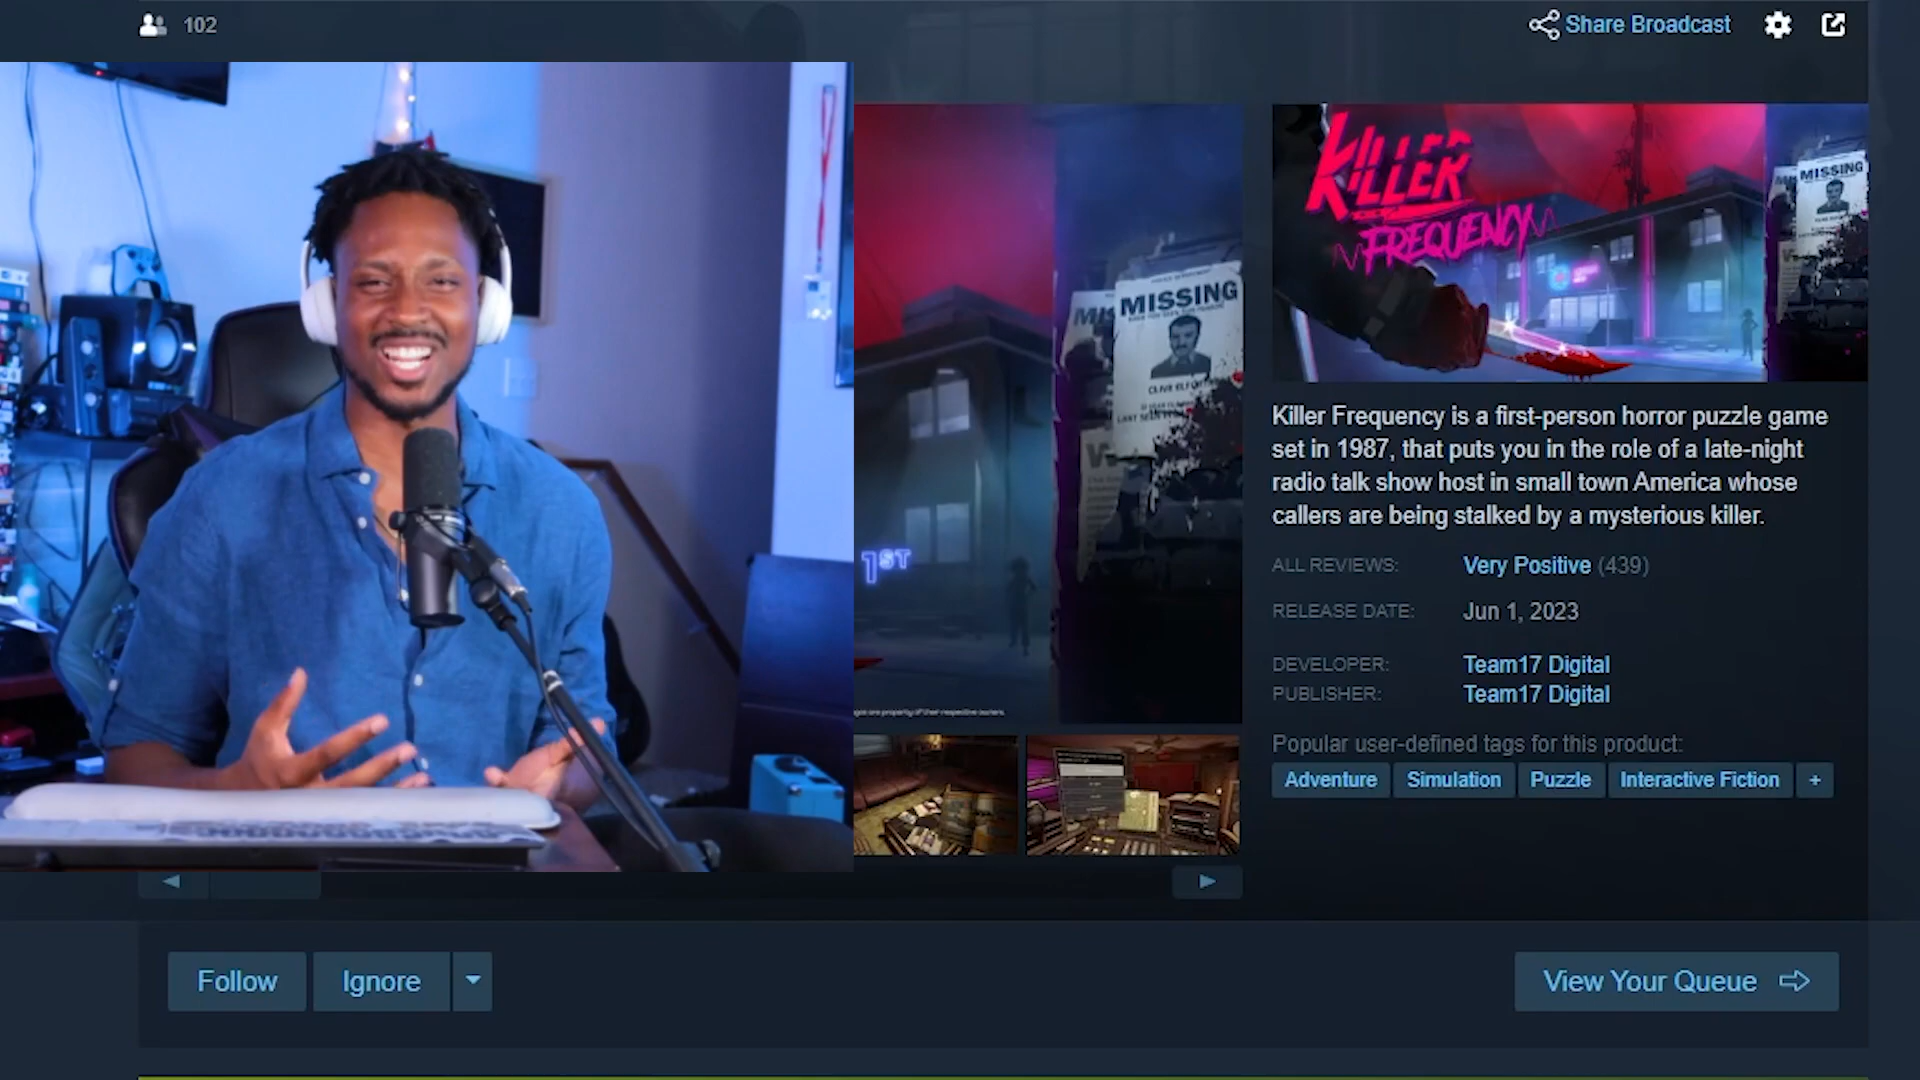 102
Share Broadcast
KILLER
FREQUENCY
MISSING
MISSING
1ST
Killer Frequency is a first-person horror puzzle game
set in 1987, that puts you in the role of a late-night
radio talk show host in small town America whose
callers are being stalked by a mysterious killer.
ALL REVIEWS: Very Positive (439)
RELEASE DATE: Jun 1, 2023
DEVELOPER: Team17 Digital
PUBLISHER: Team17 Digital
Popular user-defined tags for this product:
Adventure Simulation Puzzle Interactive Fiction +
Follow Ignore
View Your Queue